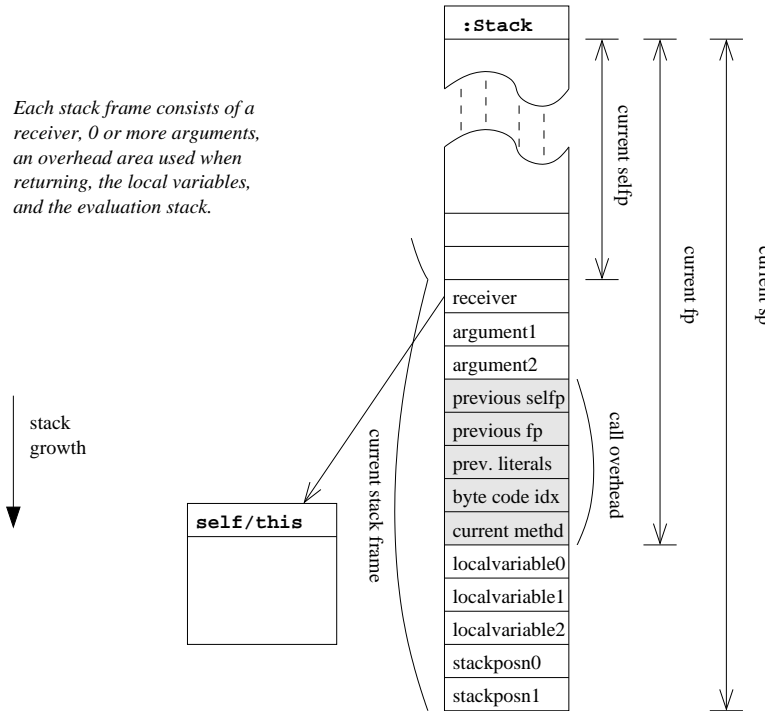 :Stack
Each stack frame consists of a
receiver, 0 or more arguments,
an overhead area used when
returning, the local variables,
and the evaluation stack.
current selfp
current fp
current sp
receiver
argument1
argument2
previous selfp
previous fp
prev. literals
byte code idx
current methd
localvariable0
localvariable1
localvariable2
stackposn0
stackposn1
call overhead
current stack frame
stack
growth
self/this